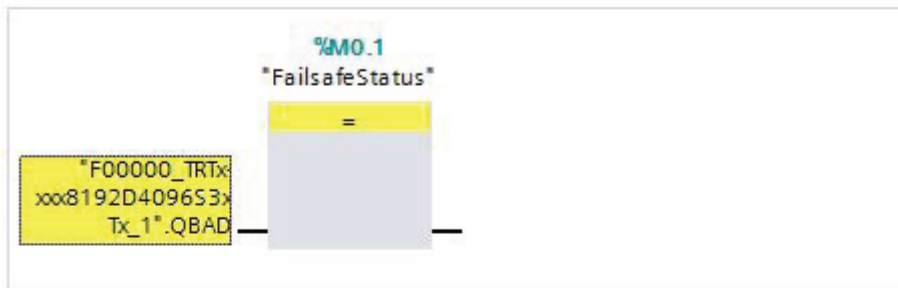 %M0.1
"FailsafeStatus"
=
"F00000_TRTx
xxx8192D4096S3x
Tx_1".QBAD